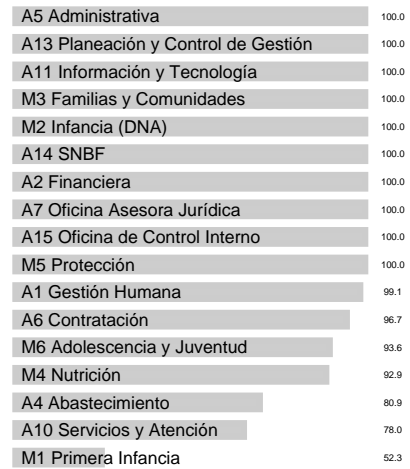 A5 Administrativa 100.0
A13 Planeación y Control de Gestión 100.0
A11 Información y Tecnología 100.0
M3 Familias y Comunidades 100.0
M2 Infancia (DNA) 100.0
A14 SNBF 100.0
A2 Financiera 100.0
A7 Oficina Asesora Jurídica 100.0
A15 Oficina de Control Interno 100.0
M5 Protección 100.0
A1 Gestión Humana 99.1
A6 Contratación 96.7
M6 Adolescencia y Juventud 93.6
M4 Nutrición 92.9
A4 Abastecimiento 80.9
A10 Servicios y Atención 78.0
M1 Primera Infancia 52.3